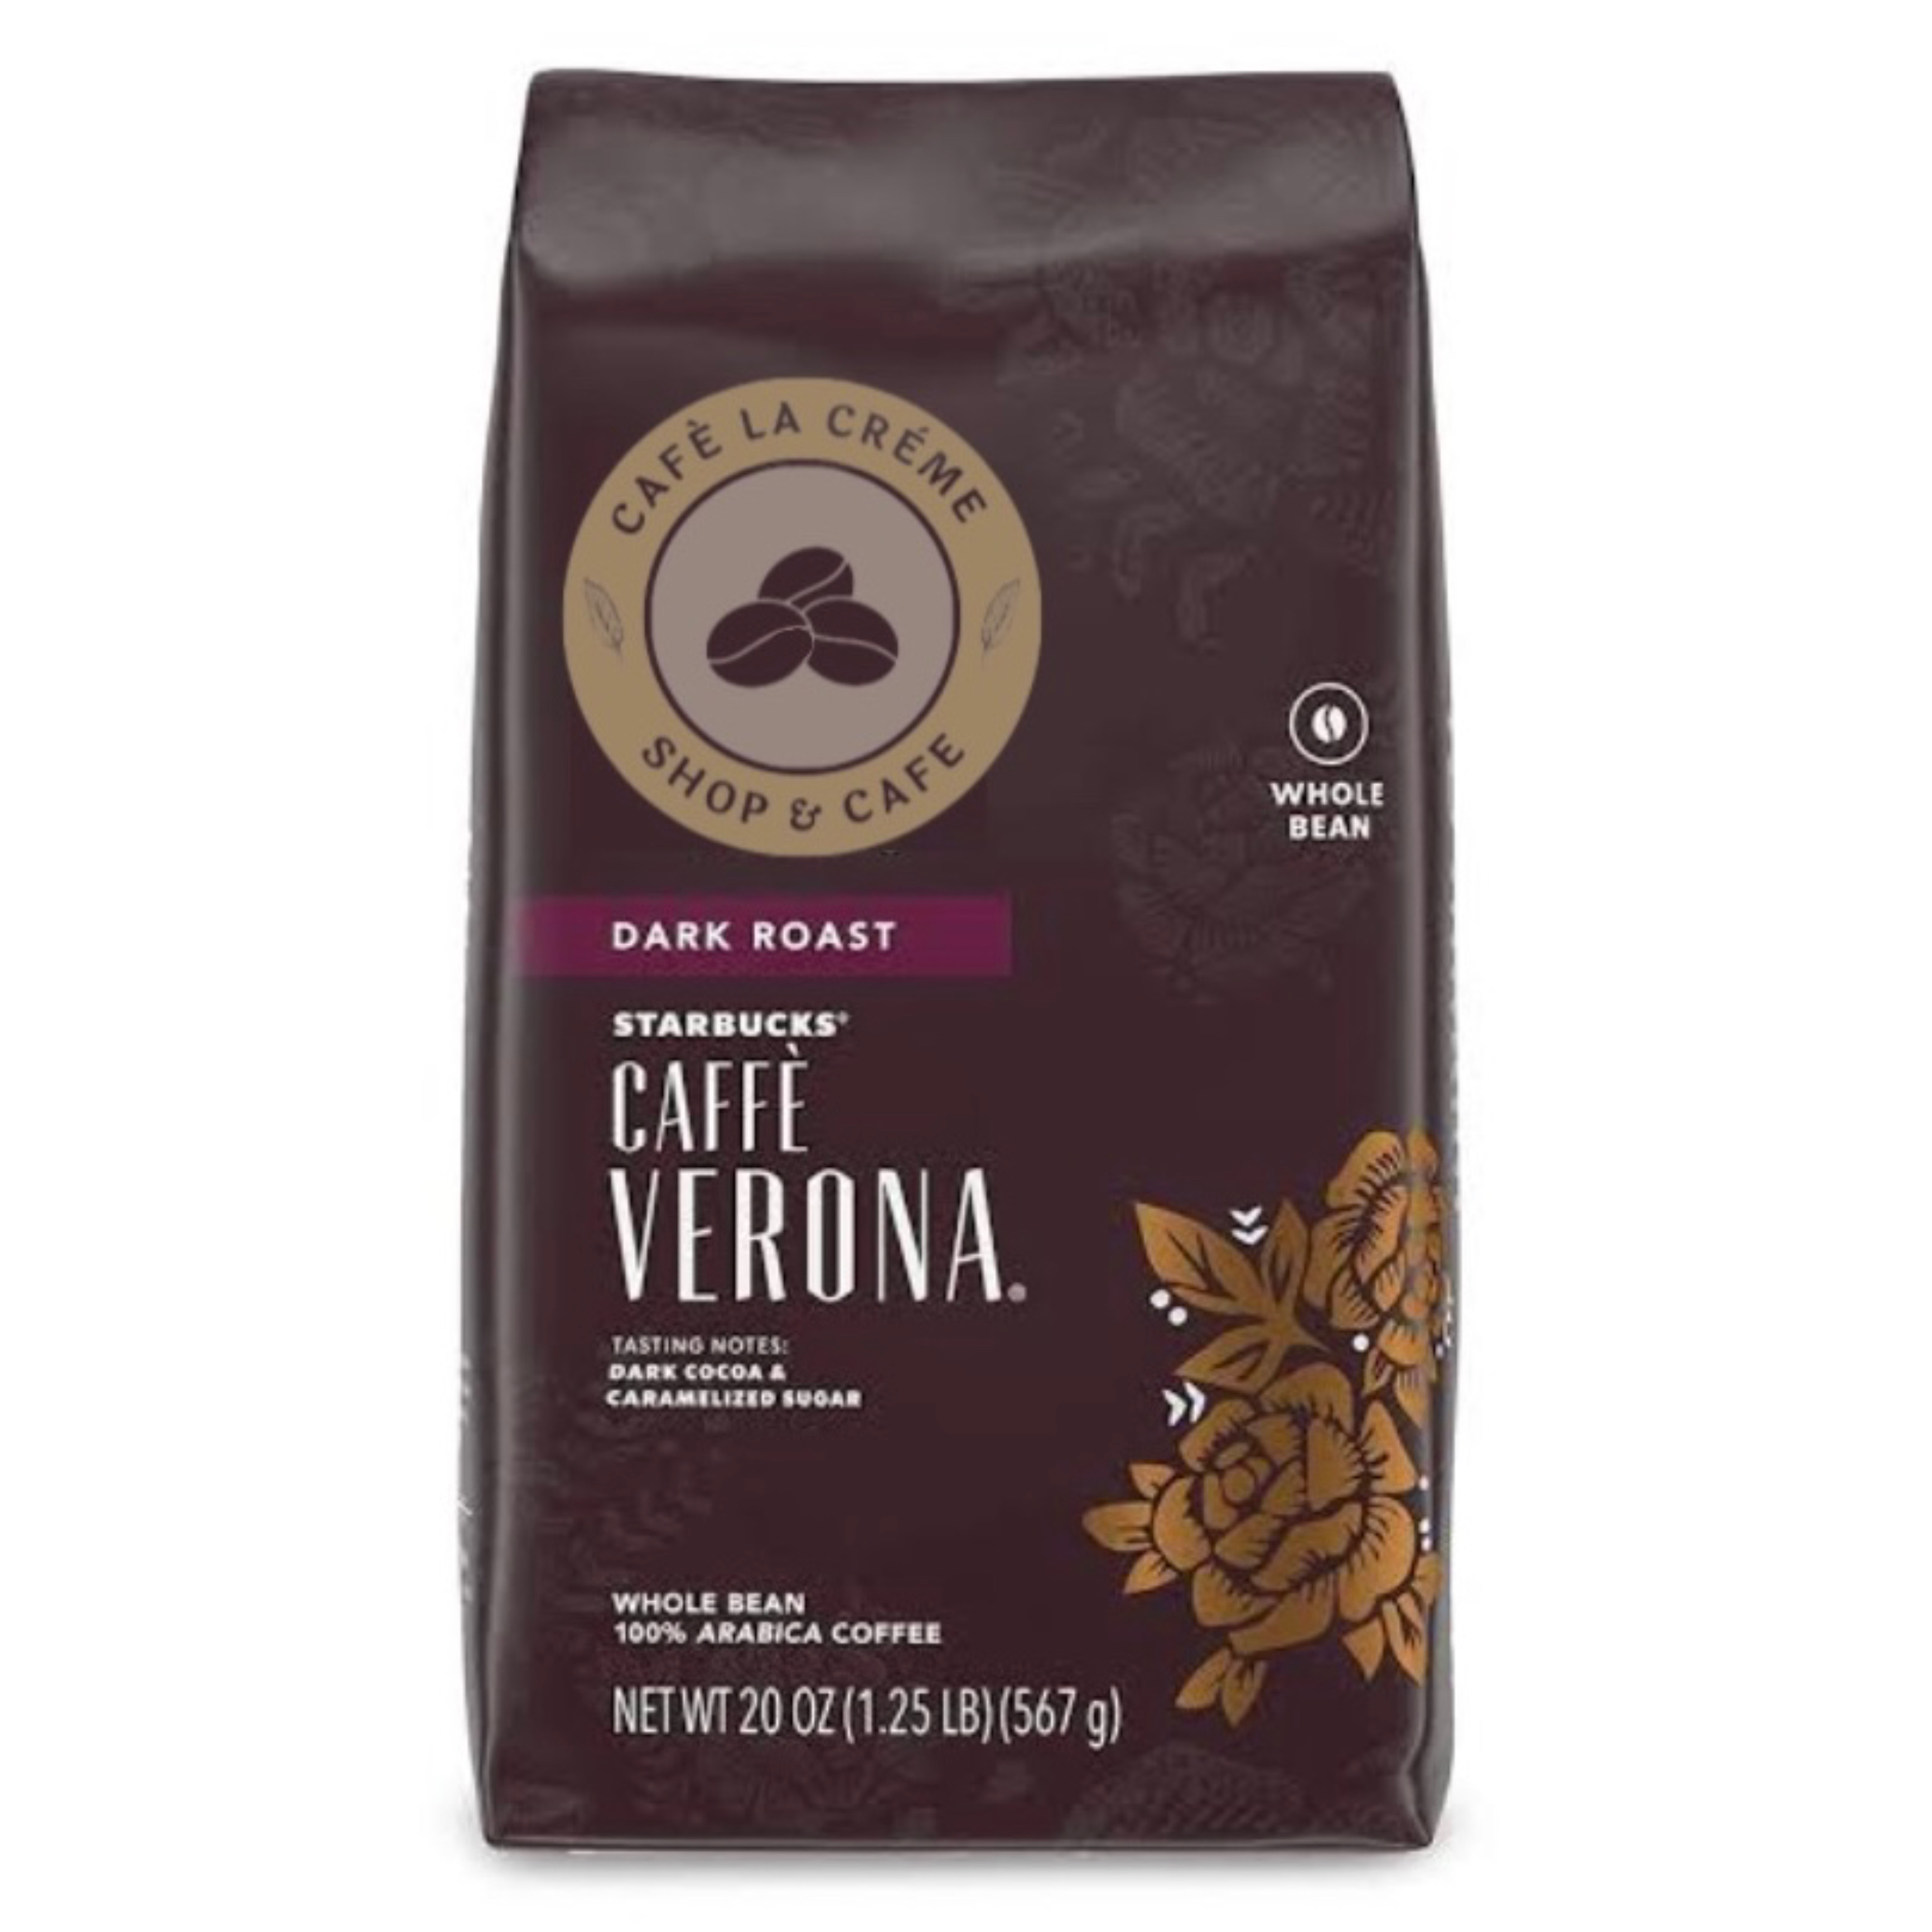 CAFÈ LA CRÉME
SHOP & CAFE
WHOLE
BEAN
DARK ROAST
STARBUCKS®
CAFFÈ
VERONA®
TASTING NOTES:
DARK COCOA &
CARAMELIZED SUGAR
WHOLE BEAN
100% ARABICA COFFEE
NET WT 20 OZ (1.25 LB) (567 g)